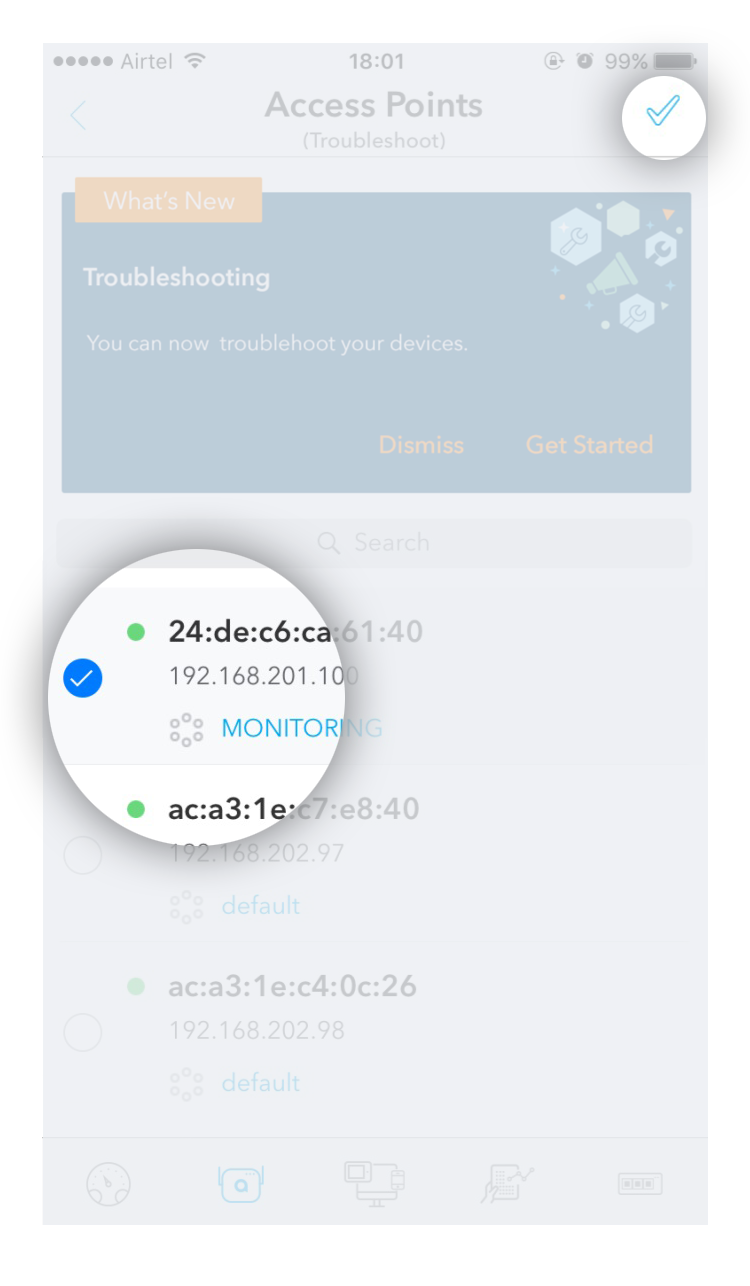 Airtel 18:01 99%
Access Points
(Troubleshoot)
What's New
Troubleshooting
You can now troublehoot your devices.
Dismiss Get Started
Search
24:de:c6:ca:61:40
192.168.201.100
MONITORING
ac:a3:1e:c7:e8:40
192.168.202.97
default
ac:a3:1e:c4:0c:26
192.168.202.98
default
a